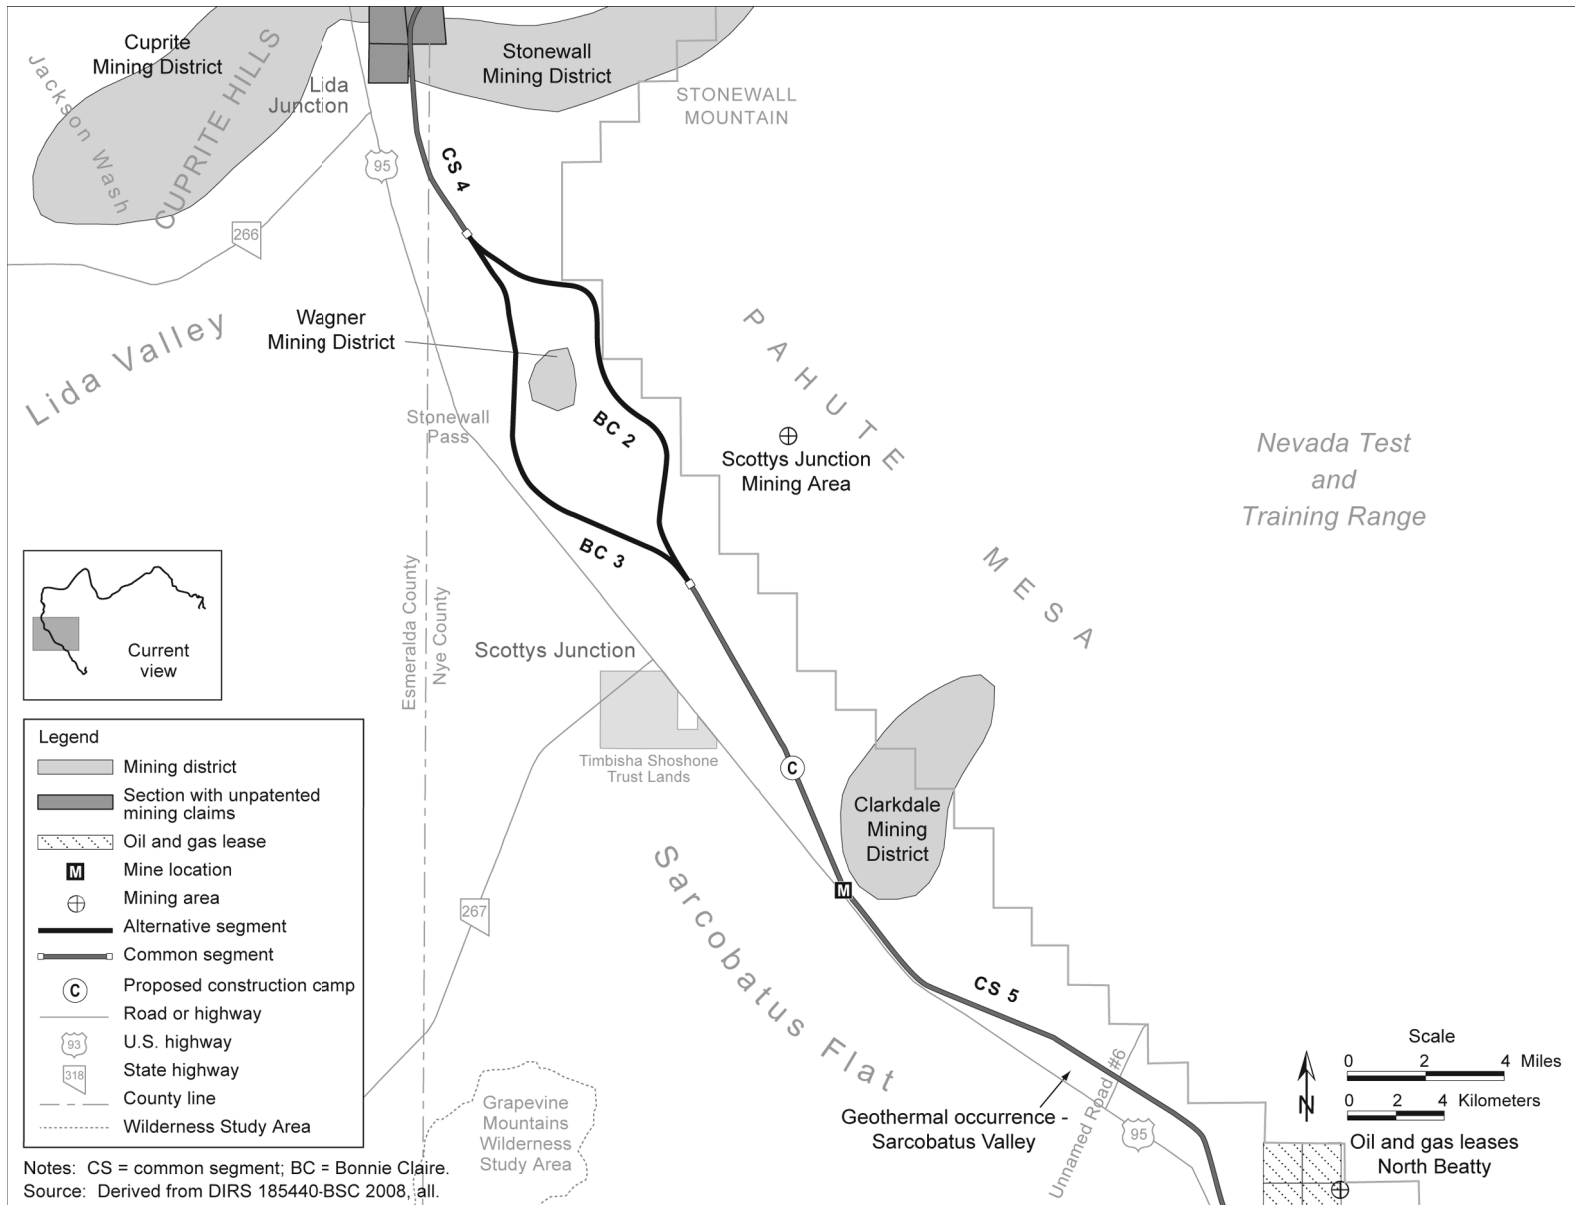 Cuprite
Mining District
Jackson Wash
CUPRITE HILLS
Lida
Junction
Stonewall
Mining District
STONEWALL
MOUNTAIN
95
CS 4
266
Lida Valley
Wagner
Mining District
Stonewall
Pass
BC 2
BC 3
PAHUTE
MESA
Scottys Junction
Mining Area
Nevada Test
and
Training Range
Current
view
Esmeralda County
Nye County
Scottys Junction
Timbisha Shoshone
Trust Lands
C
Clarkdale
Mining
District
M
267
Sarcobatus Flat
CS 5
Grapevine
Mountains
Wilderness
Study Area
Geothermal occurrence -
Sarcobatus Valley
Unnamed Road #6
95
Scale
0 2 4 Miles
0 2 4 Kilometers
N
Oil and gas leases
North Beatty
Legend
Mining district
Section with unpatented
mining claims
Oil and gas lease
M Mine location
Mining area
Alternative segment
Common segment
C Proposed construction camp
Road or highway
93 U.S. highway
318 State highway
County line
Wilderness Study Area
Notes: CS = common segment; BC = Bonnie Claire.
Source: Derived from DIRS 185440-BSC 2008, all.